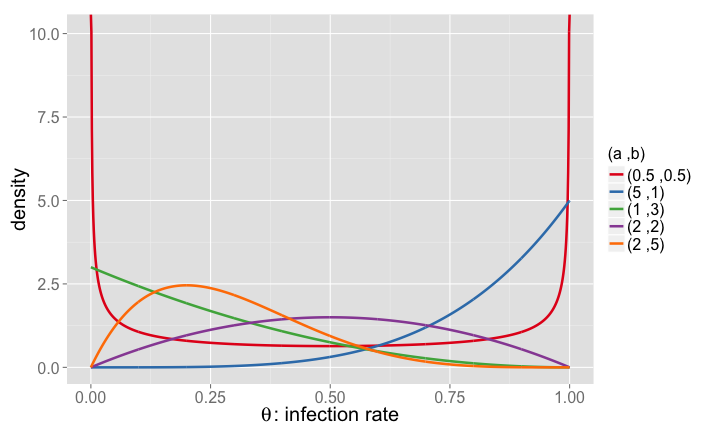 10.0
7.5
5.0
2.5
0.0
density
0.00 0.25 0.50 0.75 1.00
θ: infection rate
(a ,b)
(0.5 ,0.5)
(5 ,1)
(1 ,3)
(2 ,2)
(2 ,5)